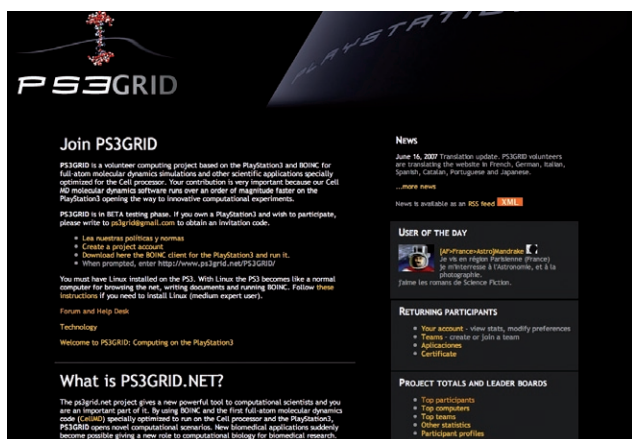 PLAYSTATION
PS3GRID
Join PS3GRID
PS3GRID is a volunteer computing project based on the PlayStation3 and BOINC for
full-atom molecular dynamics simulations and other scientific applications specially
optimized for the Cell processor. Your contribution is very important because our Cell
MD molecular dynamics software runs over an order of magnitude faster on the
PlayStation3 opening the way to innovative computational experiments.
PS3GRID is in BETA testing phase. If you own a PlayStation3 and wish to participate,
please write to ps3grid@gmail.com to obtain an invitation code.
Lea nuestras políticas y normas
Create a project account
Download here the BOINC client for the PlayStation3 and run it.
When prompted, enter http://www.ps3grid.net/PS3GRID/
You must have Linux installed on the PS3. With Linux the PS3 becomes like a normal
computer for browsing the net, writing documents and running BOINC. Follow these
instructions if you need to install Linux (medium expert user).
Forum and Help Desk
Technology
Welcome to PS3GRID: Computing on the PlayStation3
What is PS3GRID.NET?
The ps3grid.net project gives a new powerful tool to computational scientists and you
are an important part of it. By using BOINC and the first full-atom molecular dynamics
code (CellMD) specially optimized to run on the Cell processor and the PlayStation3,
PS3GRID opens novel computational scenarios. New biomedical applications suddenly
become possible giving a new role to computational biology for biomedical research.
NEWS
June 16, 2007 Translation update. PS3GRID volunteers
are translating the website in French, German, Italian,
Spanish, Catalan, Portuguese and Japanese.
...more news
News is available as an RSS feed XML
USER OF THE DAY
[AF>France>Astro]Mandrake
Je vis en région Parisienne (France)
je m'interresse à l'Astronomie, et à la
photographie.
j'aime les romans de Science Fiction.
RETURNING PARTICIPANTS
Your account - view stats, modify preferences
Teams - create or join a team
Aplicaciones
Certificate
PROJECT TOTALS AND LEADER BOARDS
Top participants
Top computers
Top teams
Other statistics
Participant profiles